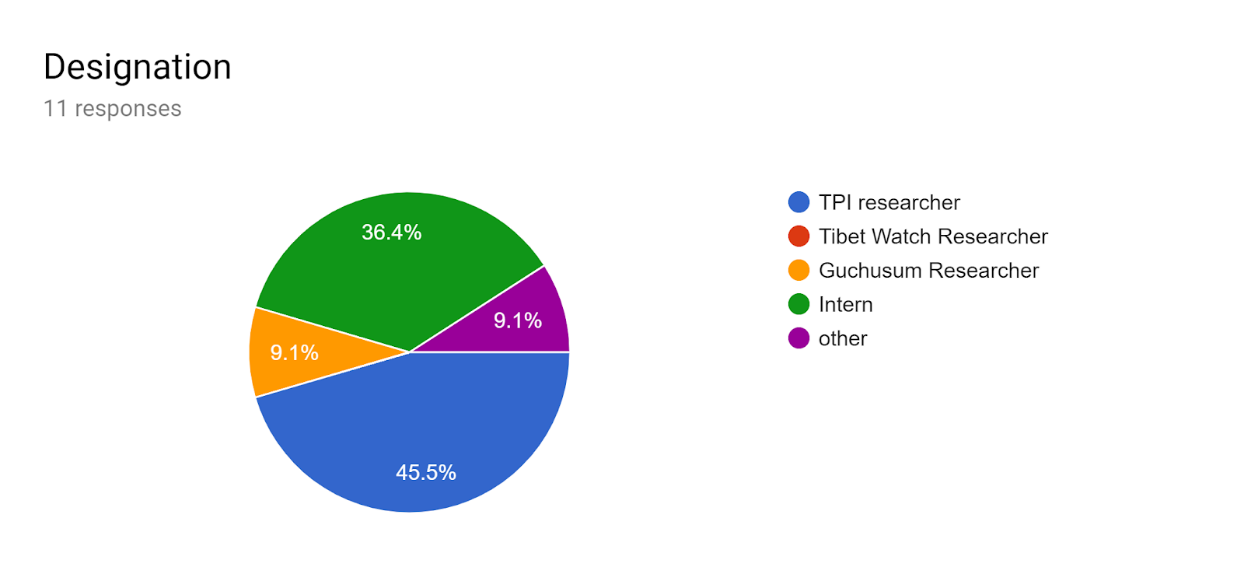 Designation
11 responses
36.4%
9.1%
9.1%
45.5%
TPI researcher
Tibet Watch Researcher
Guchusum Researcher
Intern
other